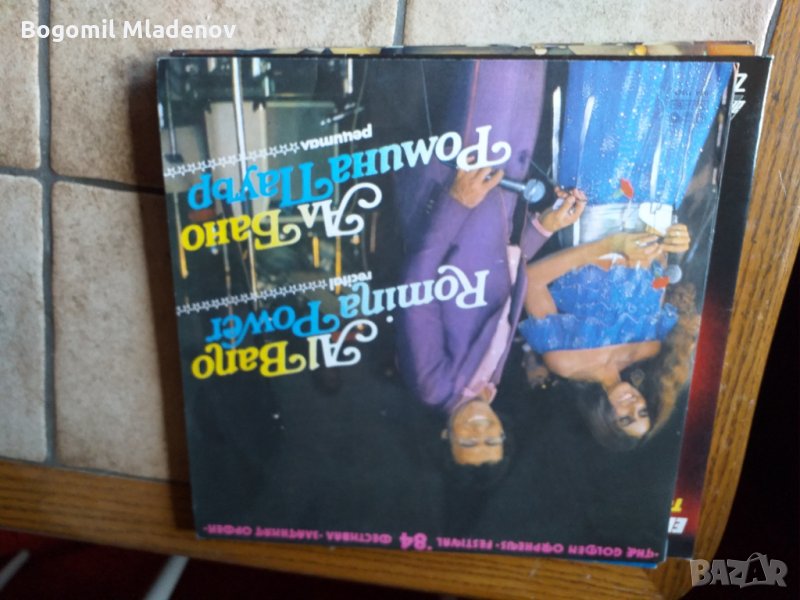 Bogomil Mladenov
•THE GOLDEN ORPHEUS• FESTIVAL '84 ФЕСТИВАЛ •ЗЛАТНИЯТ ОРФЕЙ•
Al Bano
Romina Power
recital
Ал Бано
Ромина Пауър
рецитал
Z
BAZAR